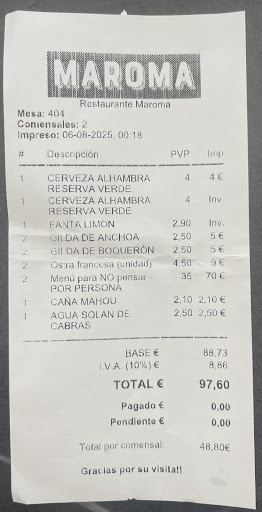 MAROMA
Restaurante Maroma
Mesa: 404
Comensales: 2
Impreso: 06-08-2025, 00:18
# Descripción PVP Imp
1 CERVEZA ALHAMBRA 4 4 €
RESERVA VERDE
1 CERVEZA ALHAMBRA 4 Inv.
RESERVA VERDE
1 FANTA LIMON 2,90 Inv.
2 GILDA DE ANCHOA 2,50 5 €
2 GILDA DE BOQUERÓN 2,50 5 €
2 Ostra francesa (unidad) 4,50 9 €
2 Menú para NO pensar - 35 70 €
POR PERSONA
1 CAÑA MAHOU 2,10 2,10 €
1 AGUA SOLAN DE 2,50 2,50 €
CABRAS
BASE € 88,73
I.V.A. (10%) € 8,86
TOTAL € 97,60
Pagado € 0,00
Pendiente € 0,00
Total por comensal: 48,80€
Gracias por su visita!!